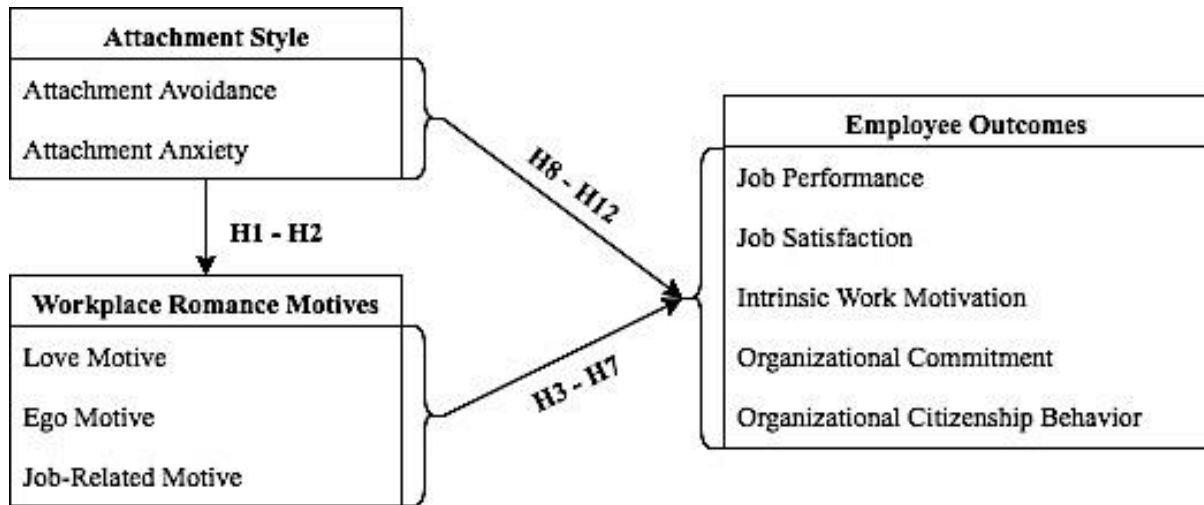 Attachment Style
Attachment Avoidance
Attachment Anxiety
H1 - H2
Workplace Romance Motives
Love Motive
Ego Motive
Job-Related Motive
H8 - H12
H3 - H7
Employee Outcomes
Job Performance
Job Satisfaction
Intrinsic Work Motivation
Organizational Commitment
Organizational Citizenship Behavior